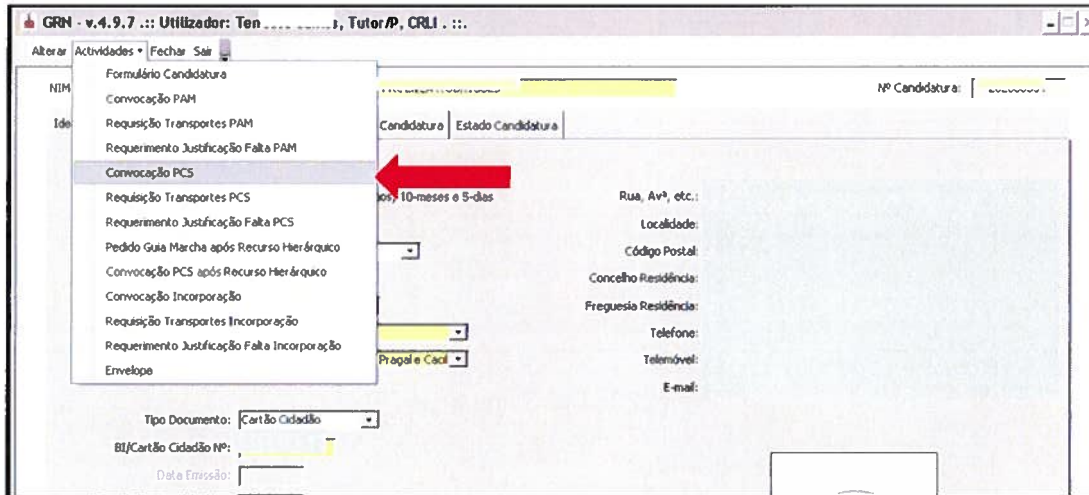 GRN - v.4.9.7 .:: Utilizador: Ten , Tutor/P, CRLI . ::.
Alterar Actividades Fechar Sair
Formulário Candidatura
NIM Nº Candidatura:
Convocação PAM
Ide Requisição Transportes PAM Candidatura Estado Candidatura
Requerimento Justificação Falta PAM
Convocação PCS
Requisição Transportes PCS 10-meses e 5-dias Rua, Avª, etc.:
Requerimento Justificação Falta PCS Localidade:
Pedido Guia Marcha após Recurso Hierárquico Código Postal:
Convocação PCS após Recurso Hierárquico Concelho Residência:
Convocação Incorporação Freguesia Residência:
Requisição Transportes Incorporação Telefone:
Requerimento Justificação Falta Incorporação Pragal e Cacil Telemóvel:
Envelope E-mail:
Tipo Documento: Cartão Cidadão
BI/Cartão Cidadão Nº:
Data Emissão: